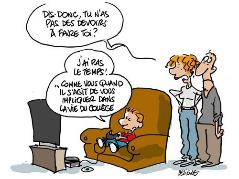 DIS-DONC, TU N'AS
PAS DES DEVOIRS
À FAIRE TOI?
J'AI PAS
LE TEMPS!
..COMME VOUS QUAND
IL S'AGIT DE VOUS
IMPLIQUER DANS
LA VIE DU COLLÈGE